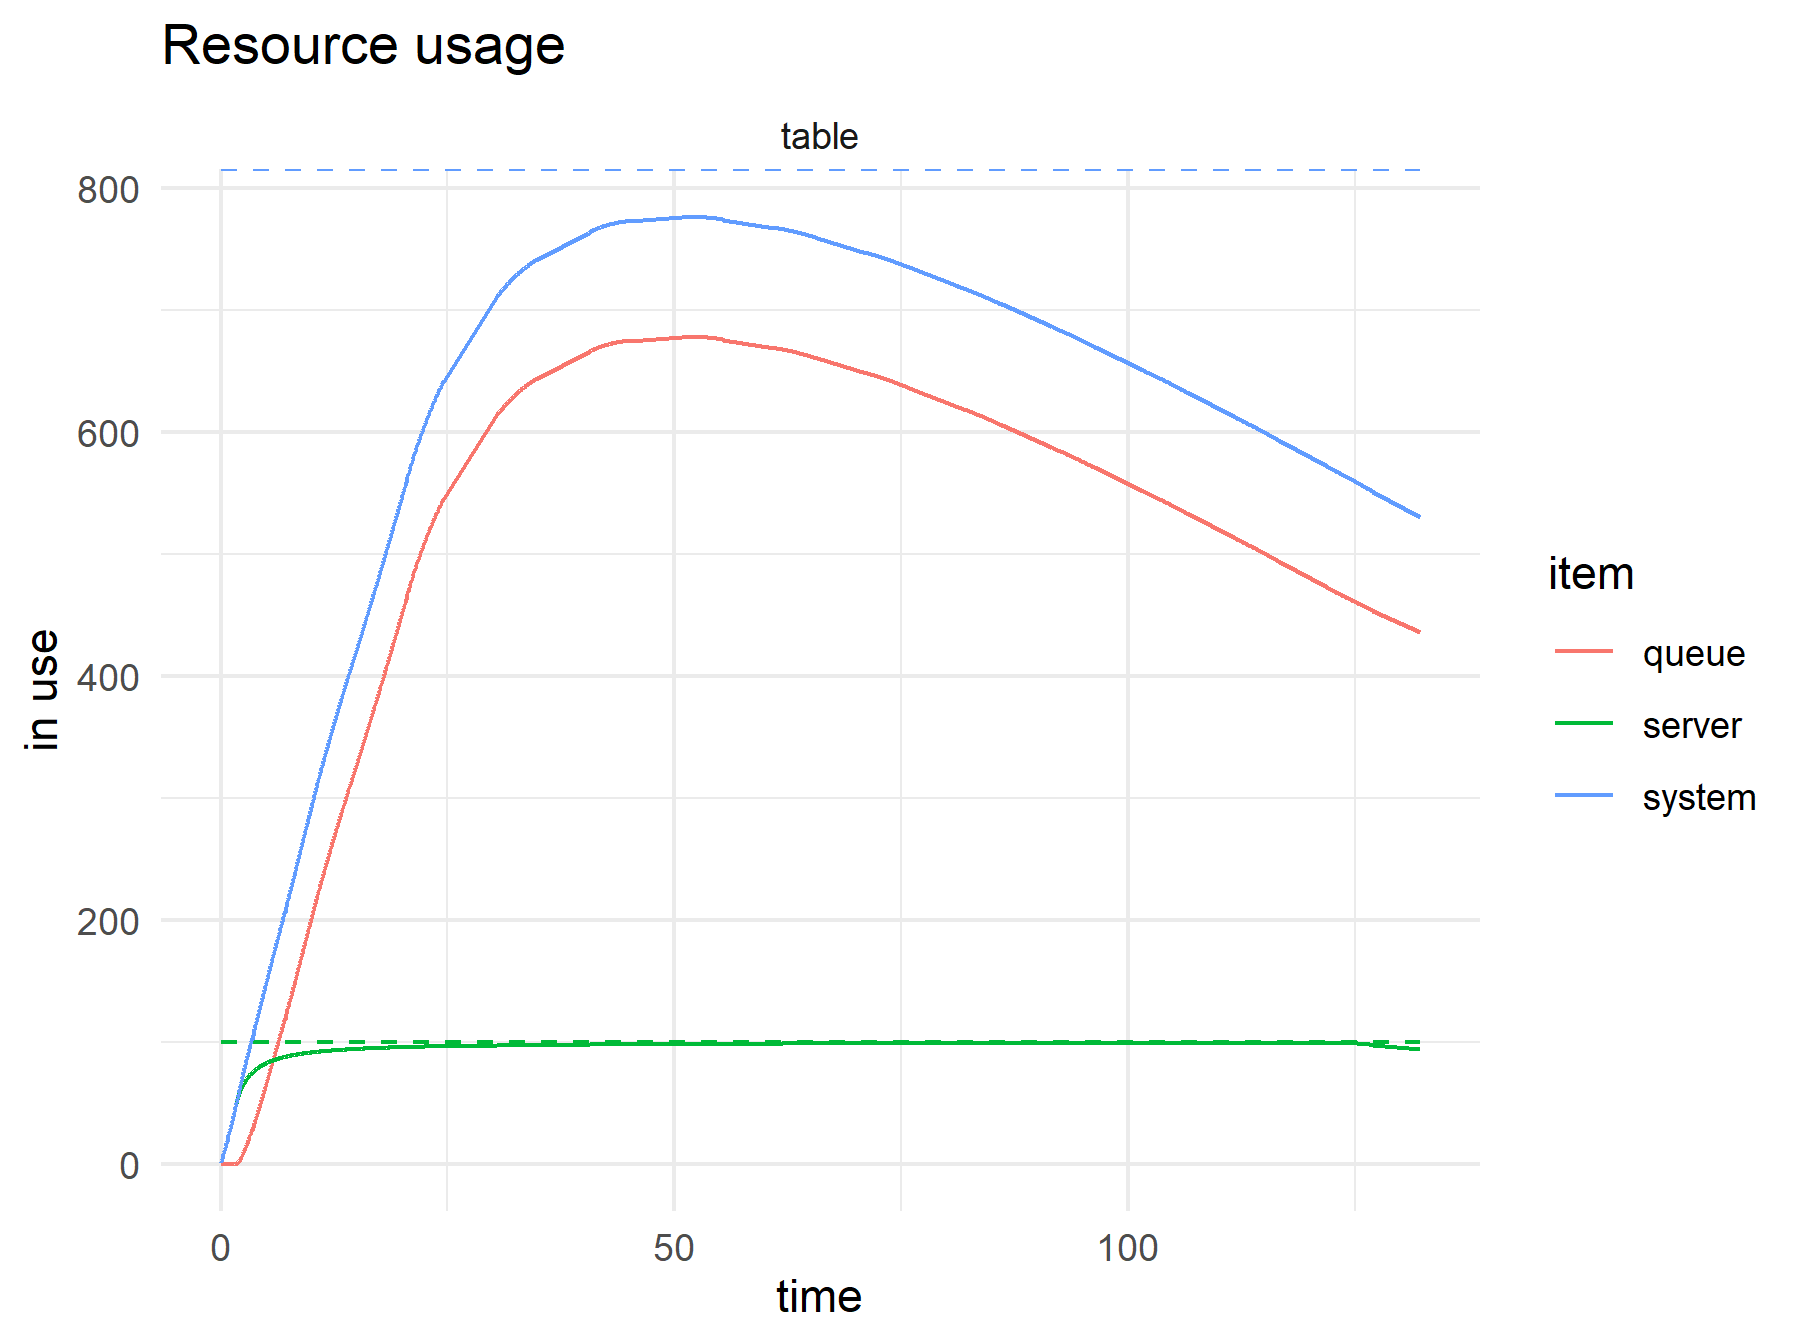 Resource usage
table
800
600
400
200
0
in use
0 50 100
time
item
queue
server
system